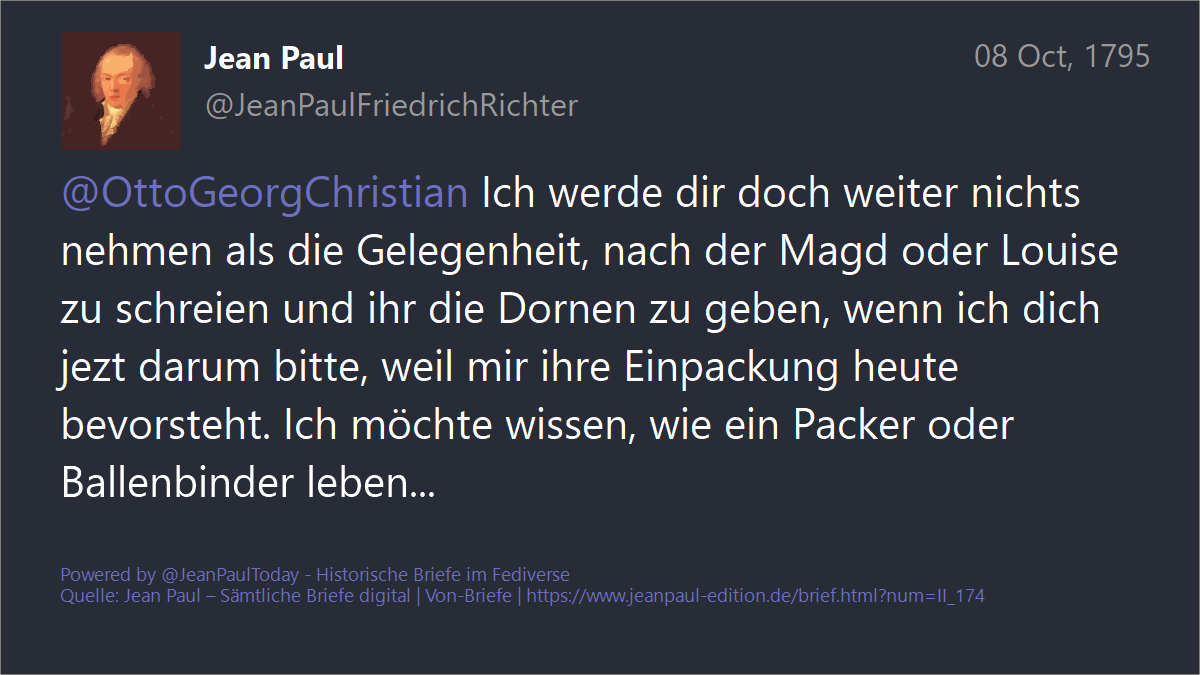 Jean Paul
08 Oct, 1795
@JeanPaulFriedrichRichter
@OttoGeorgChristian Ich werde dir doch weiter nichts
nehmen als die Gelegenheit, nach der Magd oder Louise
zu schreien und ihr die Dornen zu geben, wenn ich dich
jezt darum bitte, weil mir ihre Einpackung heute
bevorsteht. Ich möchte wissen, wie ein Packer oder
Ballenbinder leben...
Powered by @JeanPaulToday - Historische Briefe im Fediverse
Quelle: Jean Paul – Sämtliche Briefe digital | Von-Briefe | https://www.jeanpaul-edition.de/brief.html?num=II_174